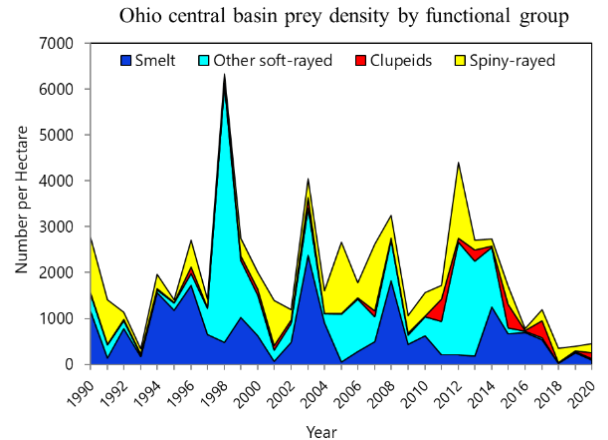 Ohio central basin prey density by functional group
7000
Smelt Other soft-rayed Clupeids Spiny-rayed
6000
5000
4000
3000
2000
1000
0
Number per Hectare
1990 1992 1994 1996 1998 2000 2002 2004 2006 2008 2010 2012 2014 2016 2018 2020
Year